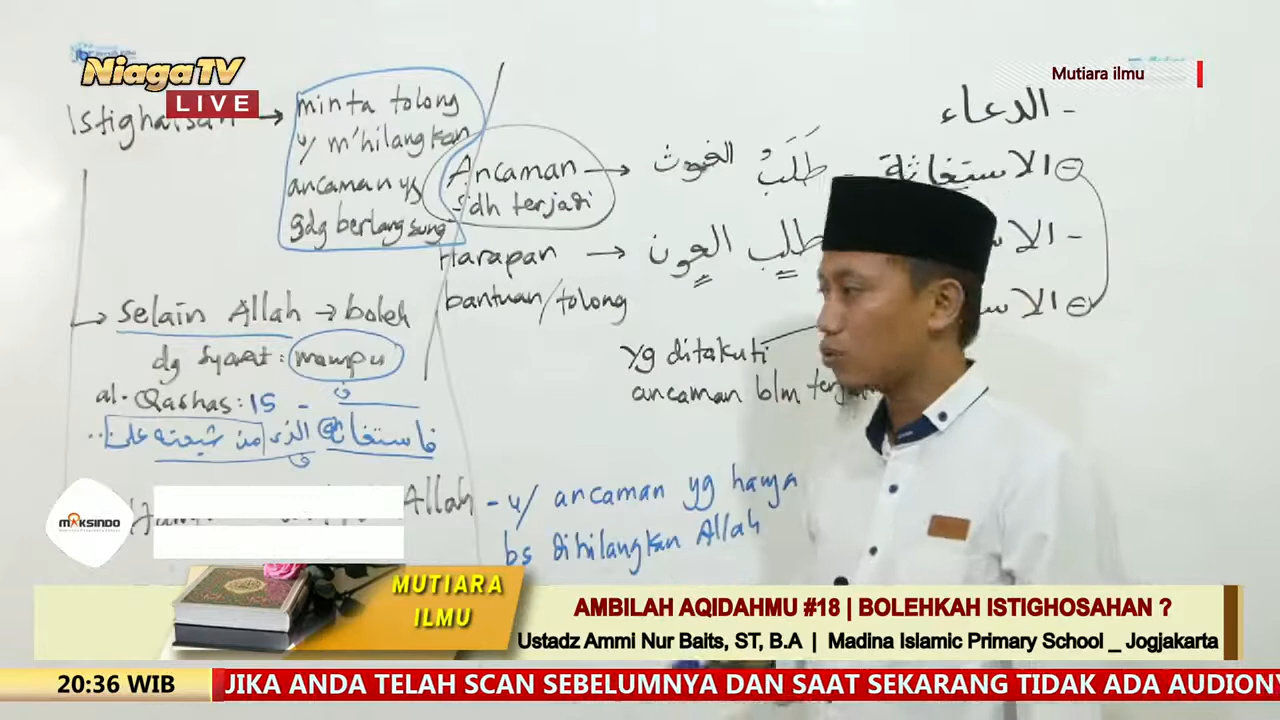 NiagaTV
LIVE
Mutiara ilmu
Istighatsah → minta tolong
u/ m'hilangkan
ancaman yg
sdg berlangsung
Ancaman → طَلَبُ الغوث - الاستغاثة
sdh terjadi
- الدعاء
Harapan → طلب العون
bantuan/tolong
yg ditakuti
ancaman blm
Selain Allah → boleh
dg syarat : mampu
al-Qashas : 15 -
فاستغاثه الذي من شيعته على ..
Allah - u/ ancaman yg hanya
bs dihilangkan Allah
MAKSINDO
MUTIARA
ILMU
AMBILAH AQIDAHMU #18 | BOLEHKAH ISTIGHOSAHAN ?
Ustadz Ammi Nur Baits, ST, B.A | Madina Islamic Primary School _ Jogjakarta
20:36 WIB
JIKA ANDA TELAH SCAN SEBELUMNYA DAN SAAT SEKARANG TIDAK ADA AUDIONY